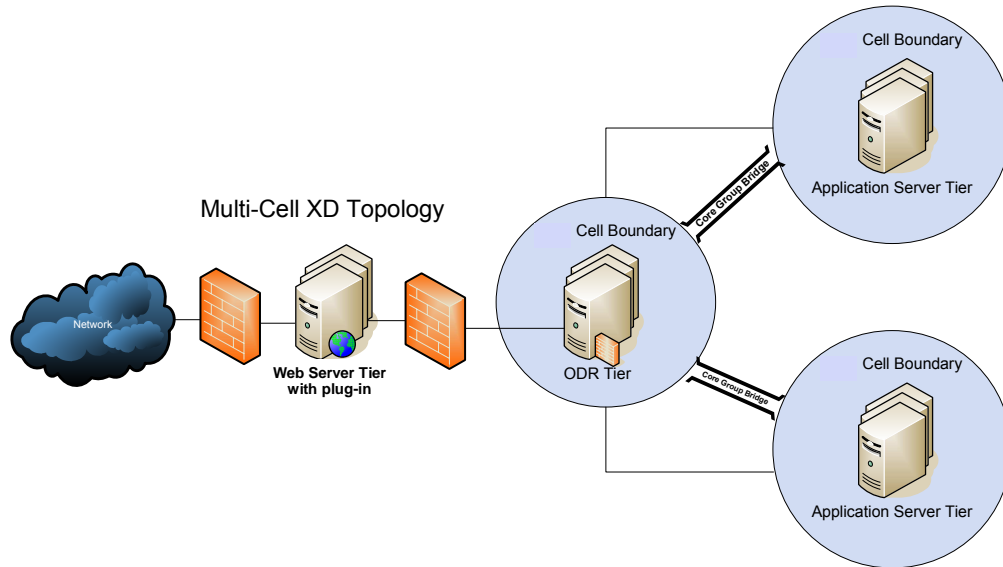 Multi-Cell XD Topology
Network
Web Server Tier
with plug-in
Cell Boundary
ODR Tier
Core Group Bridge
Cell Boundary
Application Server Tier
Core Group Bridge
Cell Boundary
Application Server Tier